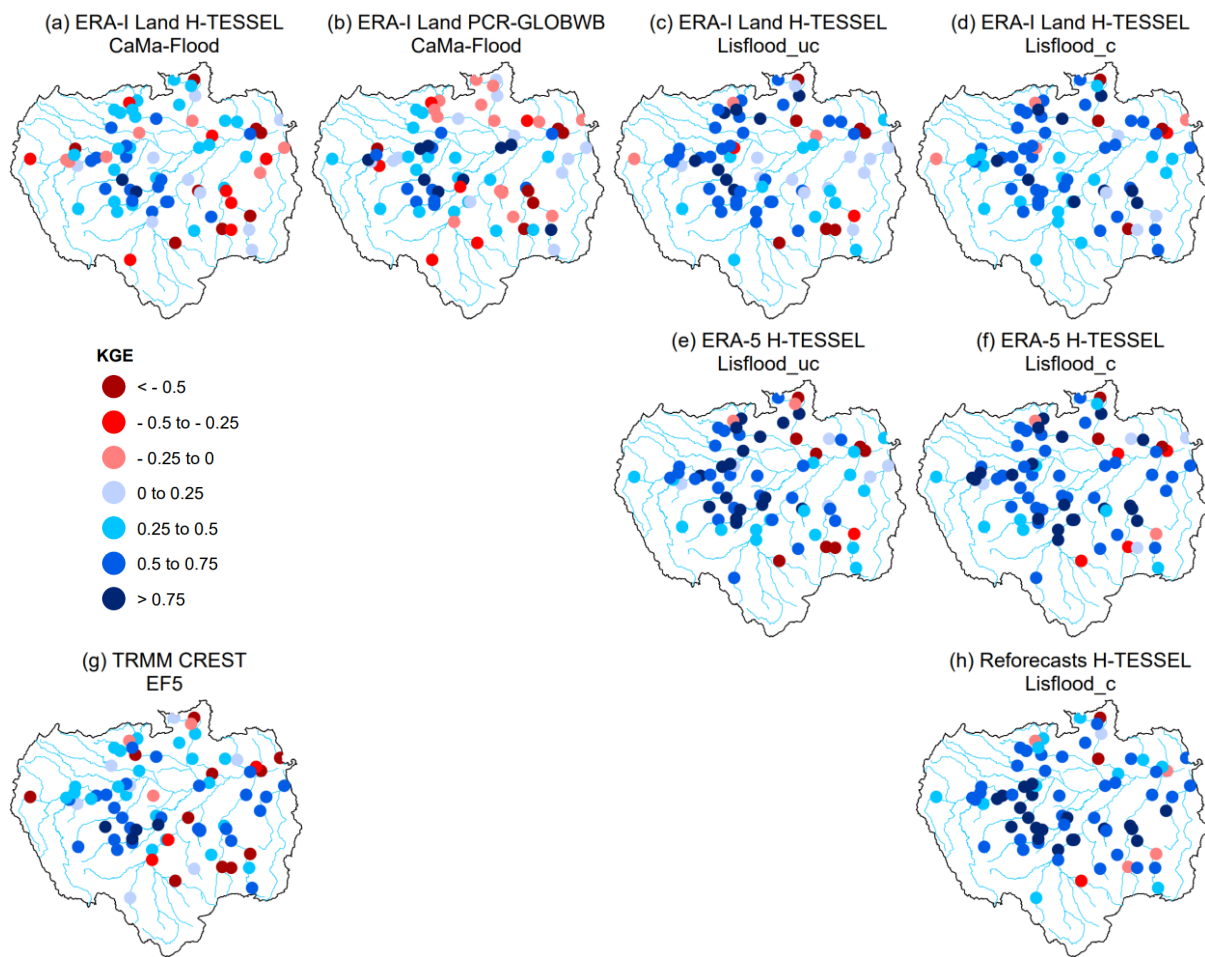 (a) ERA-I Land H-TESSEL
CaMa-Flood
(b) ERA-I Land PCR-GLOBWB
CaMa-Flood
(c) ERA-I Land H-TESSEL
Lisflood_uc
(d) ERA-I Land H-TESSEL
Lisflood_c
(e) ERA-5 H-TESSEL
Lisflood_uc
(f) ERA-5 H-TESSEL
Lisflood_c
KGE
< - 0.5
- 0.5 to - 0.25
- 0.25 to 0
0 to 0.25
0.25 to 0.5
0.5 to 0.75
> 0.75
(g) TRMM CREST
EF5
(h) Reforecasts H-TESSEL
Lisflood_c